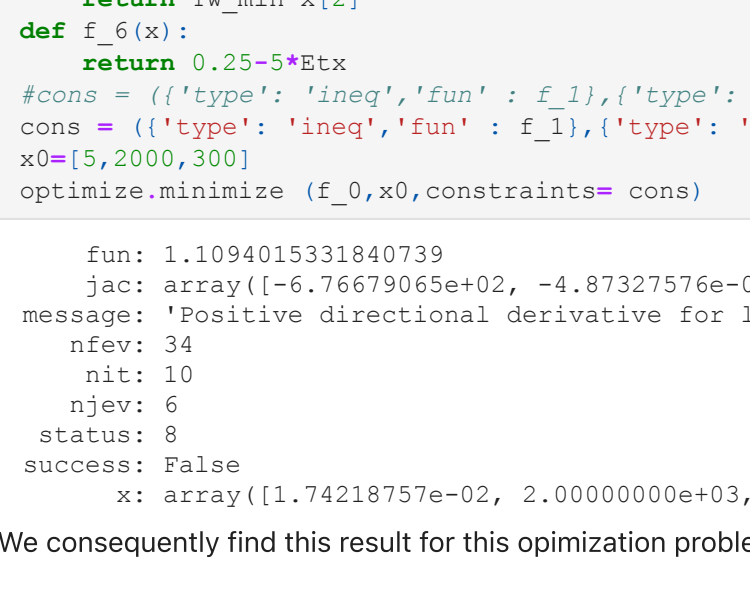 return Tw_min-x[2]
def f_6(x):
return 0.25-5*Etx
#cons = ({'type': 'ineq','fun' : f_1},{'type':
cons = ({'type': 'ineq','fun' : f_1},{'type': '
x0=[5,2000,300]
optimize.minimize (f_0,x0,constraints= cons)
fun: 1.1094015331840739
jac: array([-6.76679065e+02, -4.87327576e-0
message: 'Positive directional derivative for l
nfev: 34
nit: 10
njev: 6
status: 8
success: False
x: array([1.74218757e-02, 2.00000000e+03,
We consequently find this result for this opimization proble